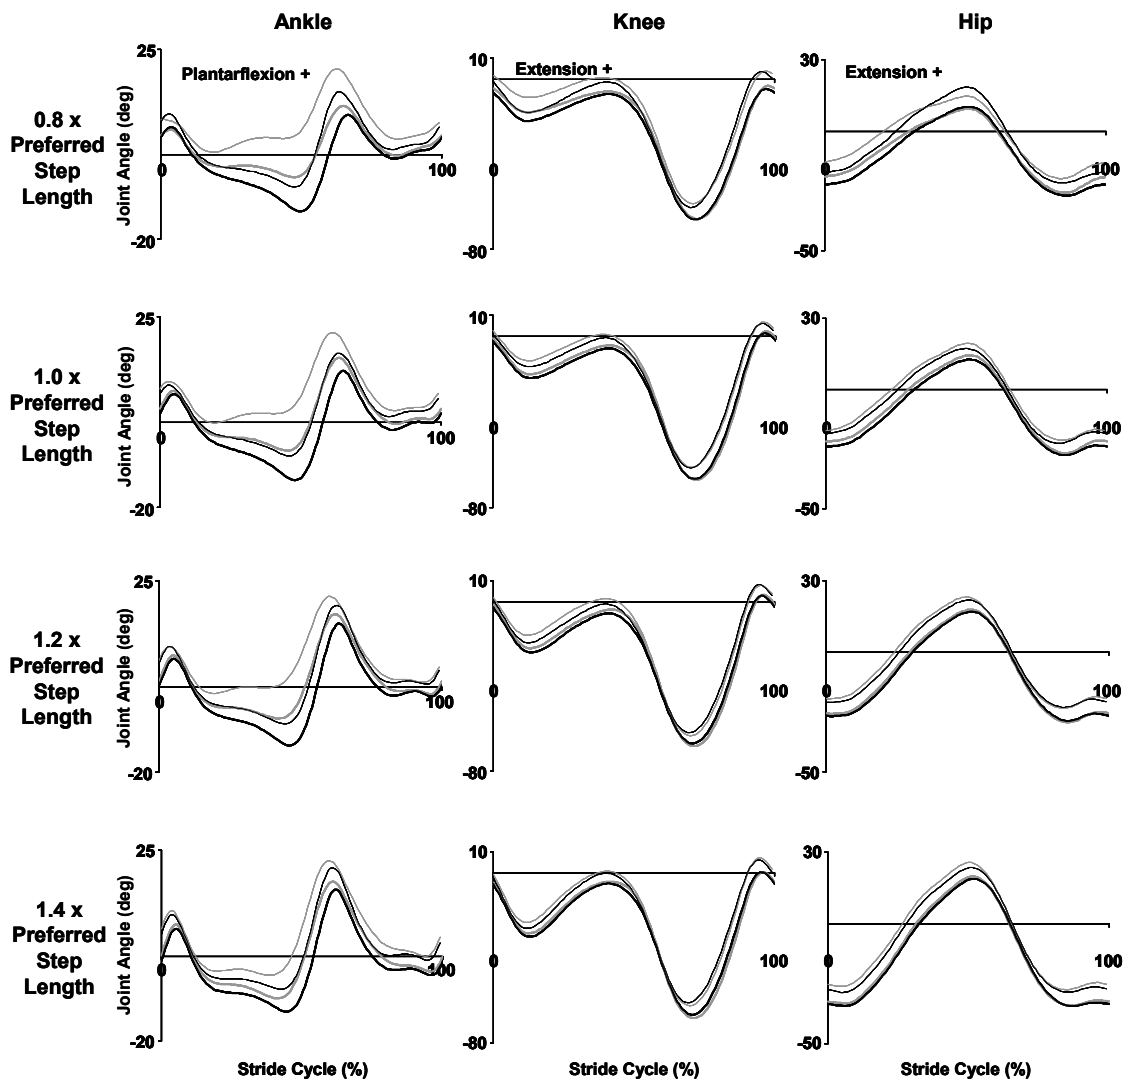 Ankle
Knee
Hip
0.8 x
Preferred
Step
Length
Joint Angle (deg)
25
Plantarflexion +
0
100
-20
10
Extension +
0
100
-80
30
Extension +
0
100
-50
1.0 x
Preferred
Step
Length
Joint Angle (deg)
25
0
100
-20
10
0
100
-80
30
0
100
-50
1.2 x
Preferred
Step
Length
Joint Angle (deg)
25
0
100
-20
10
0
100
-80
30
0
100
-50
1.4 x
Preferred
Step
Length
Joint Angle (deg)
25
0
100
-20
10
0
100
-80
30
0
100
-50
Stride Cycle (%)
Stride Cycle (%)
Stride Cycle (%)